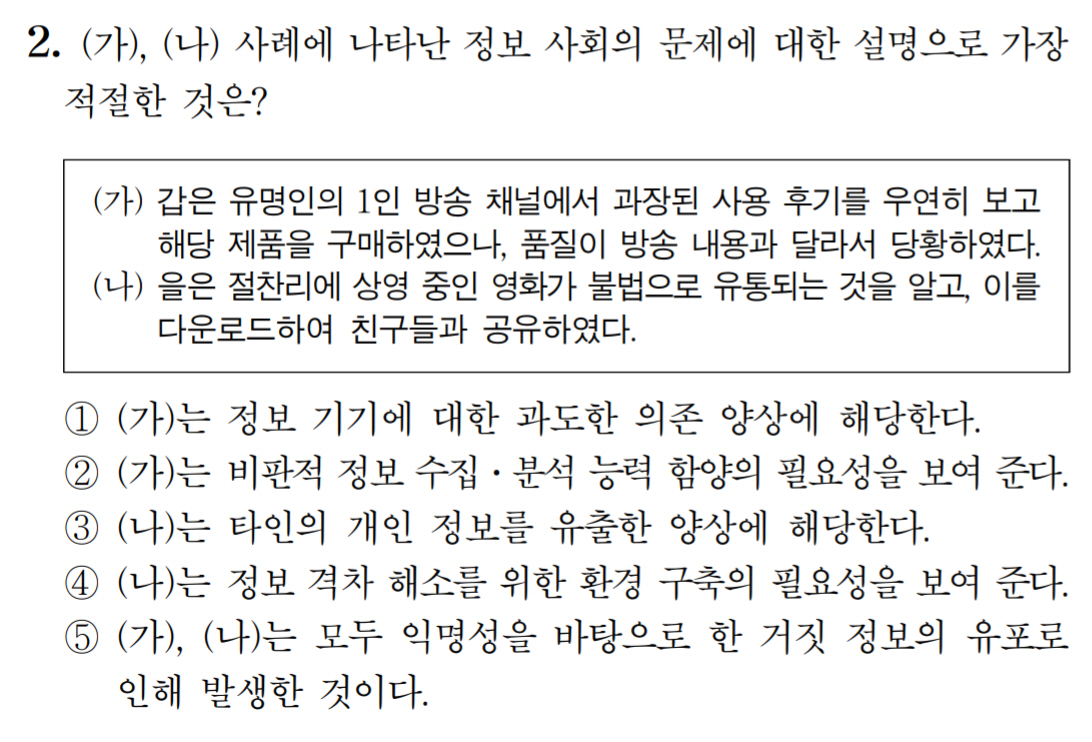 2. (가), (나) 사례에 나타난 정보 사회의 문제에 대한 설명으로 가장
적절한 것은?
(가) 갑은 유명인의 1인 방송 채널에서 과장된 사용 후기를 우연히 보고
해당 제품을 구매하였으나, 품질이 방송 내용과 달라서 당황하였다.
(나) 을은 절찬리에 상영 중인 영화가 불법으로 유통되는 것을 알고, 이를
다운로드하여 친구들과 공유하였다.
① (가)는 정보 기기에 대한 과도한 의존 양상에 해당한다.
② (가)는 비판적 정보 수집·분석 능력 함양의 필요성을 보여 준다.
③ (나)는 타인의 개인 정보를 유출한 양상에 해당한다.
④ (나)는 정보 격차 해소를 위한 환경 구축의 필요성을 보여 준다.
⑤ (가), (나)는 모두 익명성을 바탕으로 한 거짓 정보의 유포로
인해 발생한 것이다.